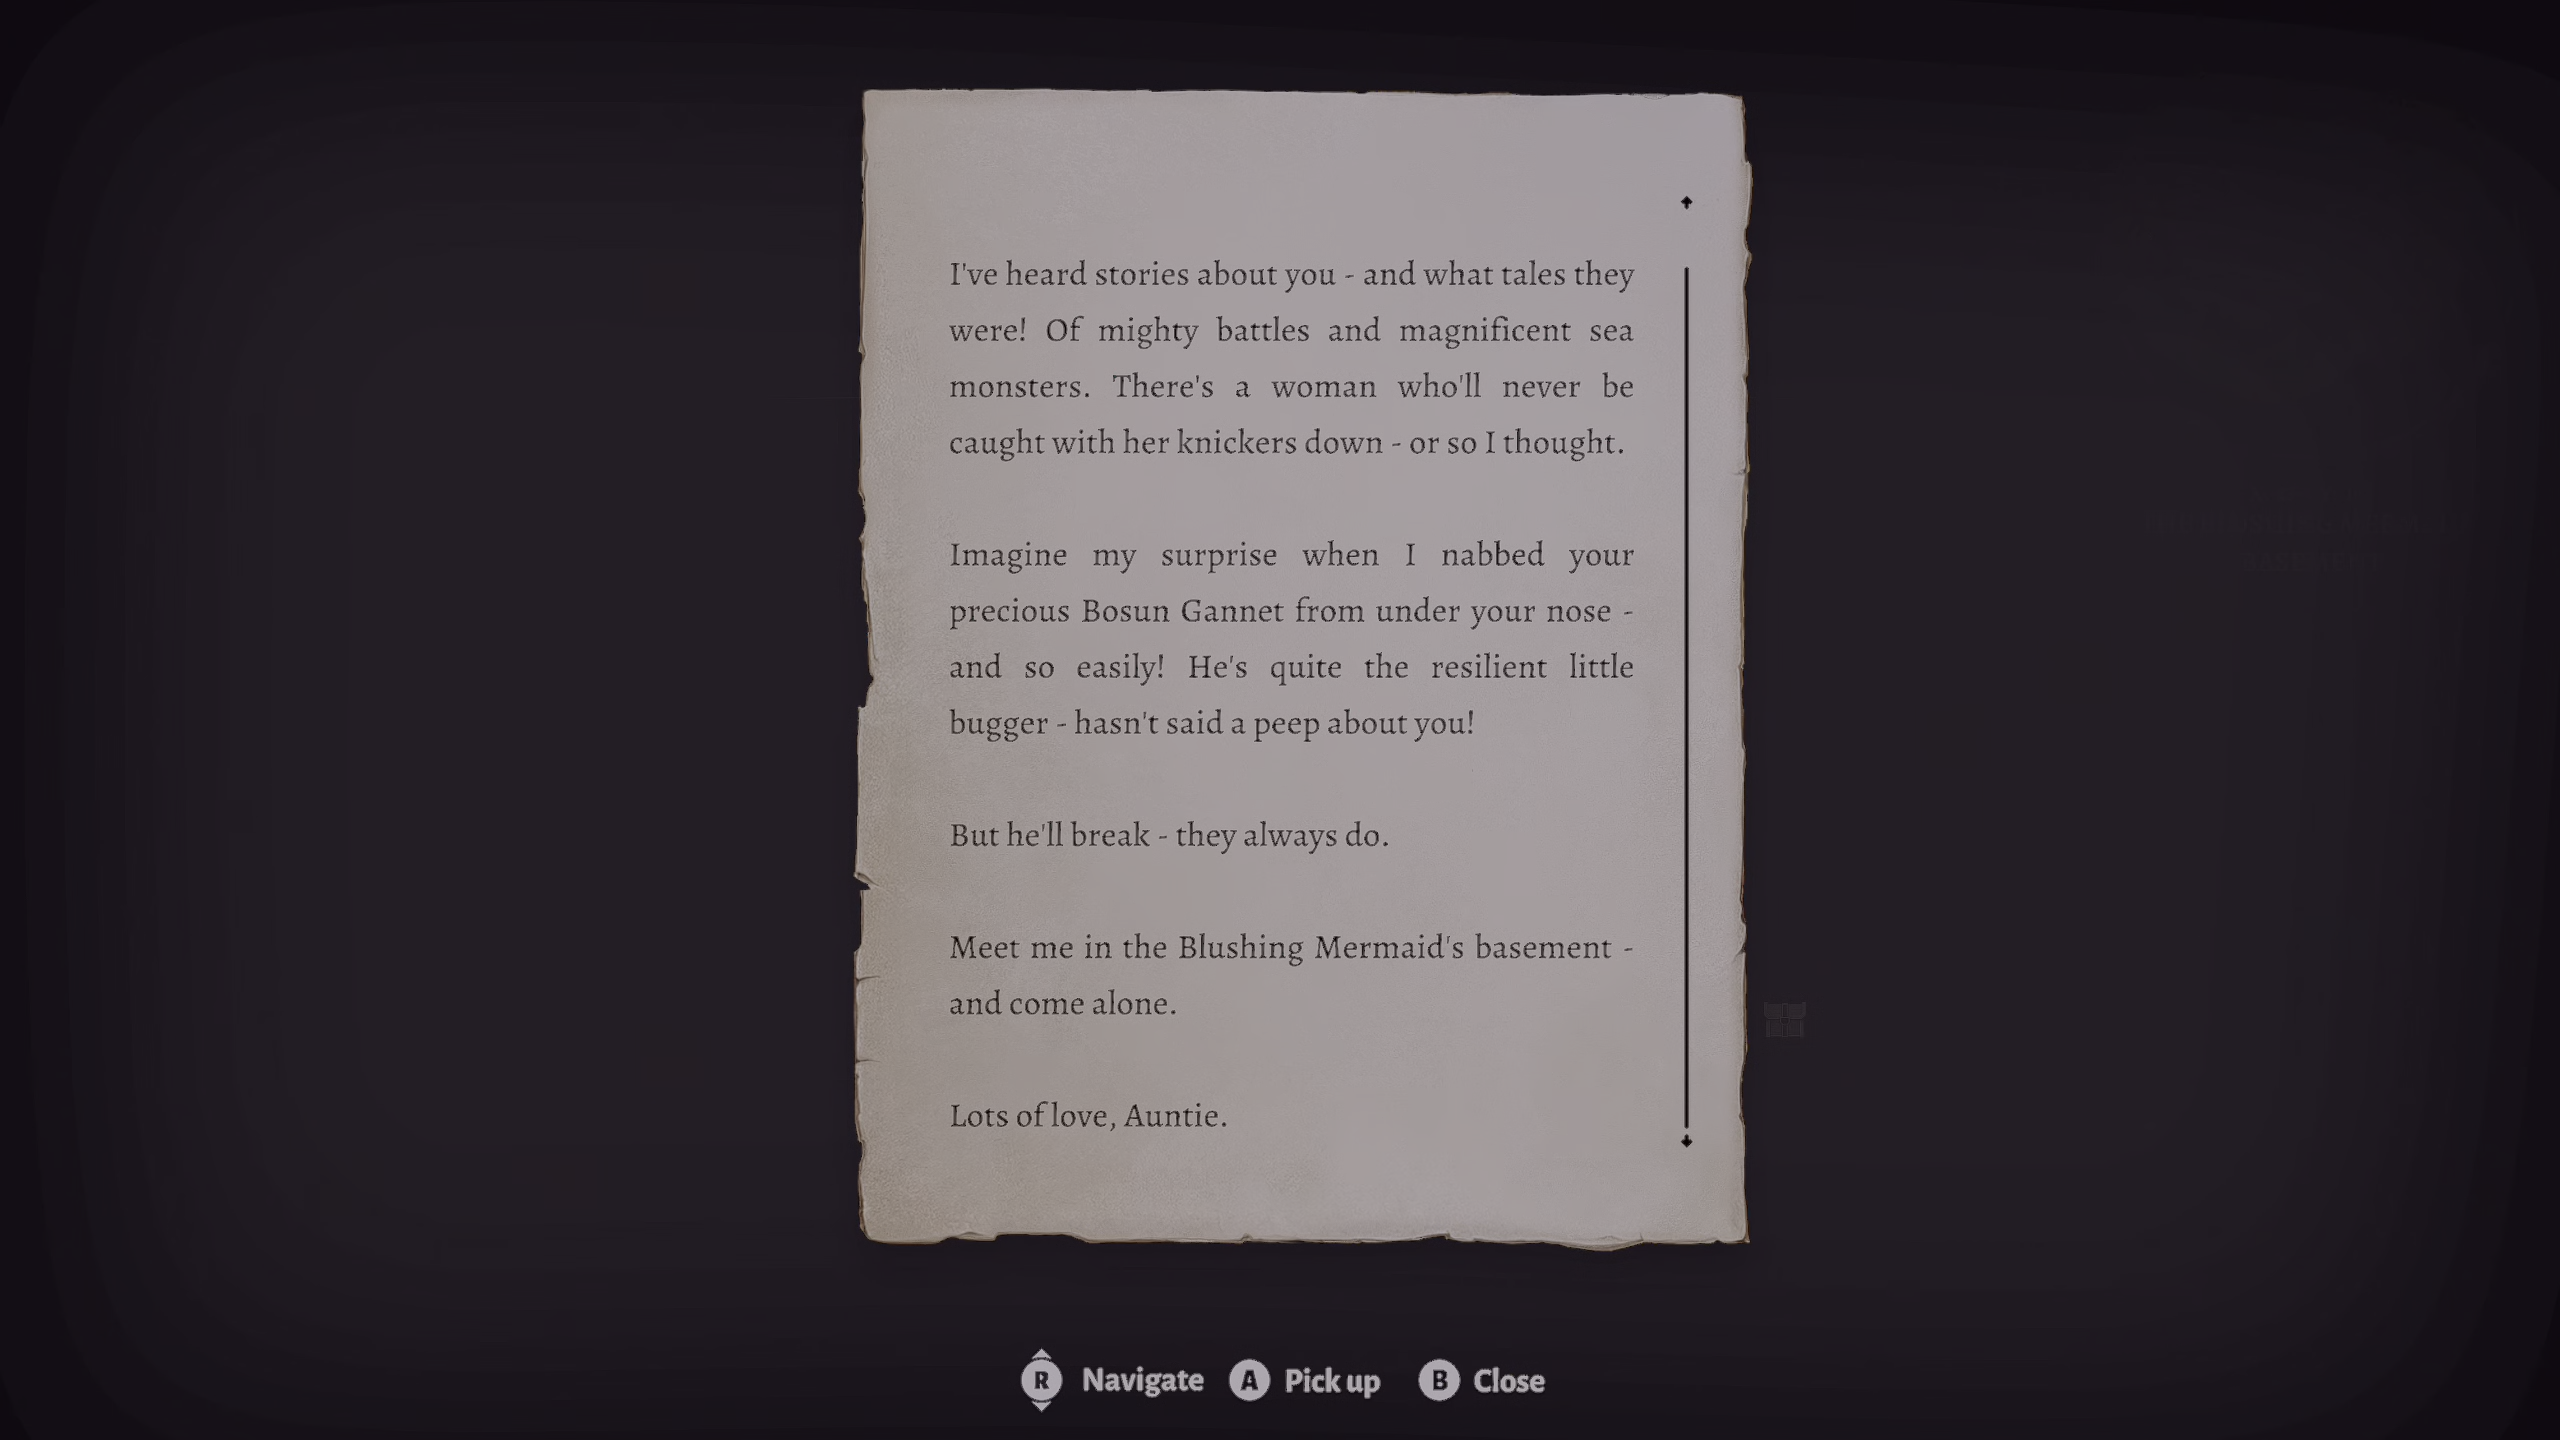 I've heard stories about you - and what tales they
were! Of mighty battles and magnificent sea
monsters. There's a woman who'll never be
caught with her knickers down - or so I thought.
Imagine my surprise when I nabbed your
precious Bosun Gannet from under your nose -
and so easily! He's quite the resilient little
bugger - hasn't said a peep about you!
But he'll break - they always do.
Meet me in the Blushing Mermaid's basement -
and come alone.
Lots of love, Auntie.
R Navigate A Pick up B Close